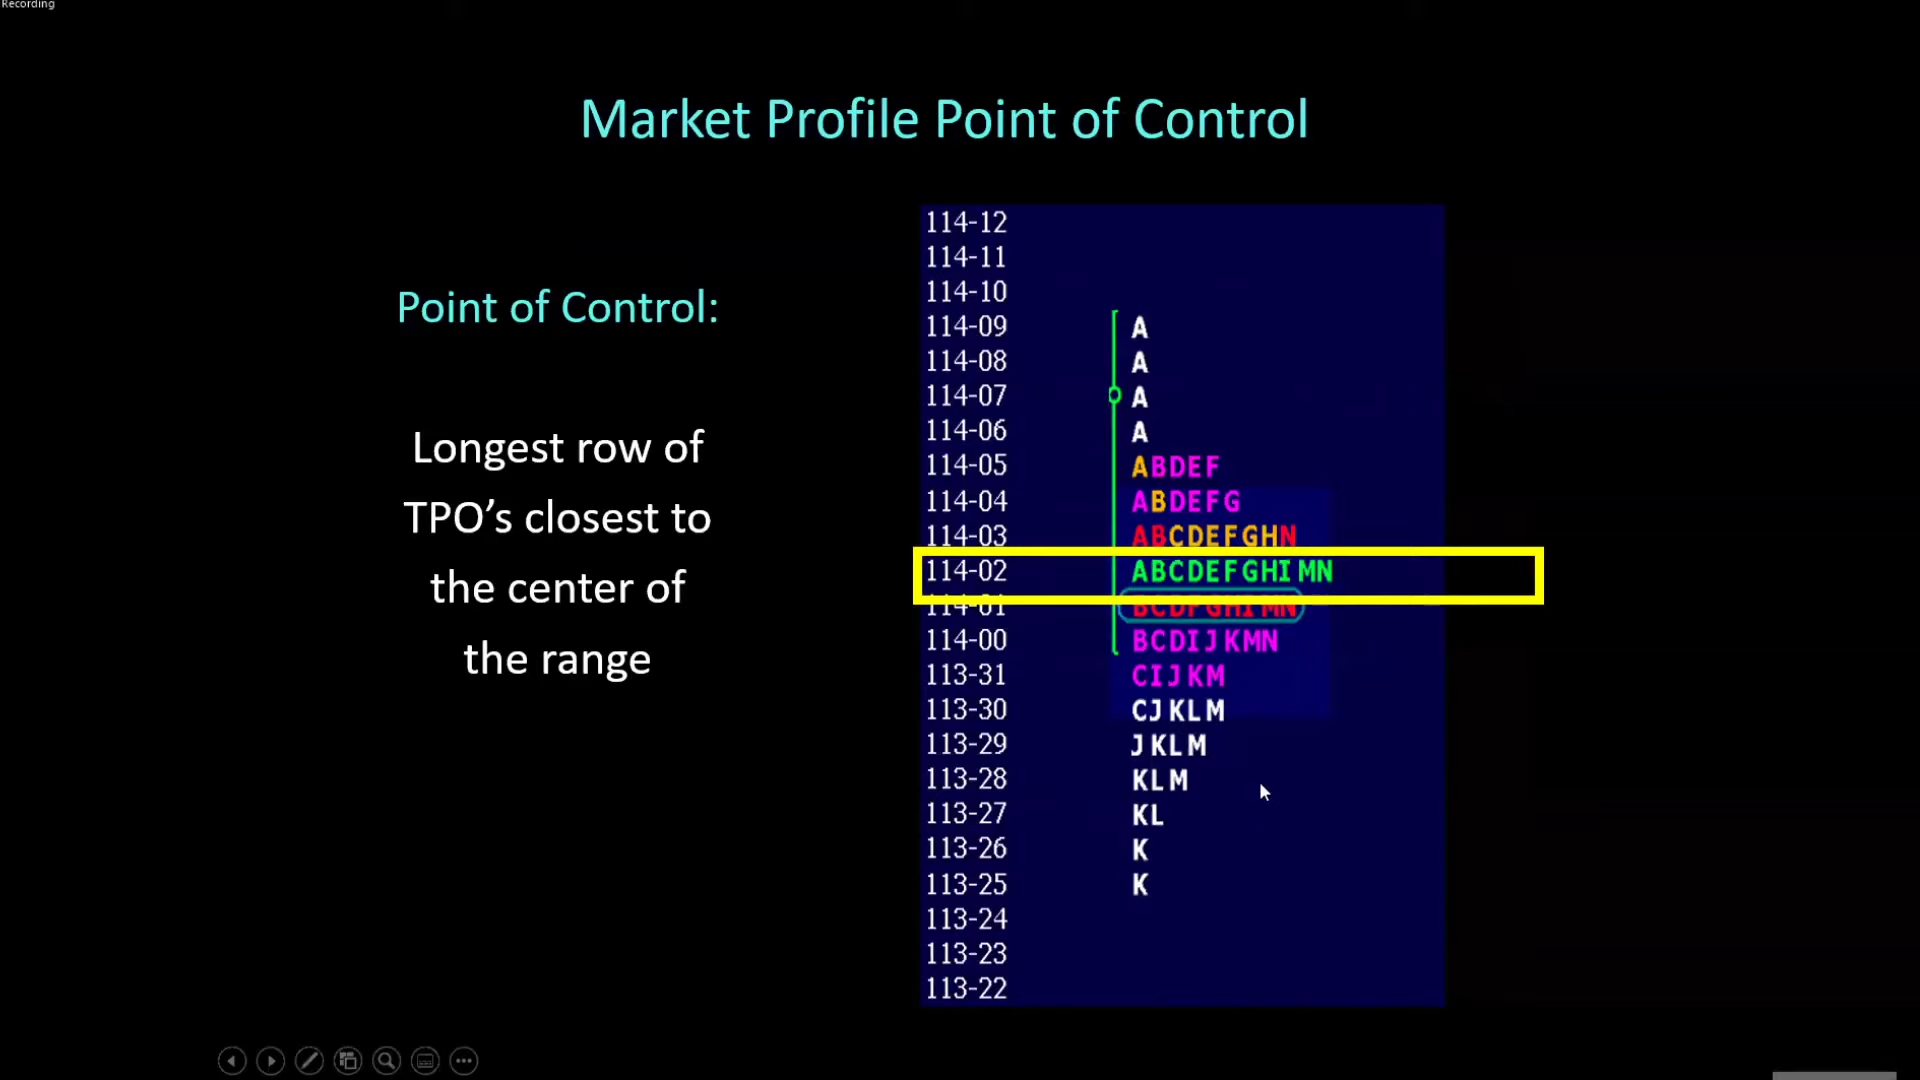 Recording
Market Profile Point of Control
Point of Control:
Longest row of
TPO’s closest to
the center of
the range
114-12
114-11
114-10
114-09 A
114-08 A
114-07 A
114-06 A
114-05 ABDEF
114-04 ABDEFG
114-03 ABCDEFGHN
114-02 ABCDEFGHIMN
114-01 BCDFGHIMN
114-00 BCDIJKMN
113-31 CIJKM
113-30 CJKLM
113-29 JKLM
113-28 KLM
113-27 KL
113-26 K
113-25 K
113-24
113-23
113-22